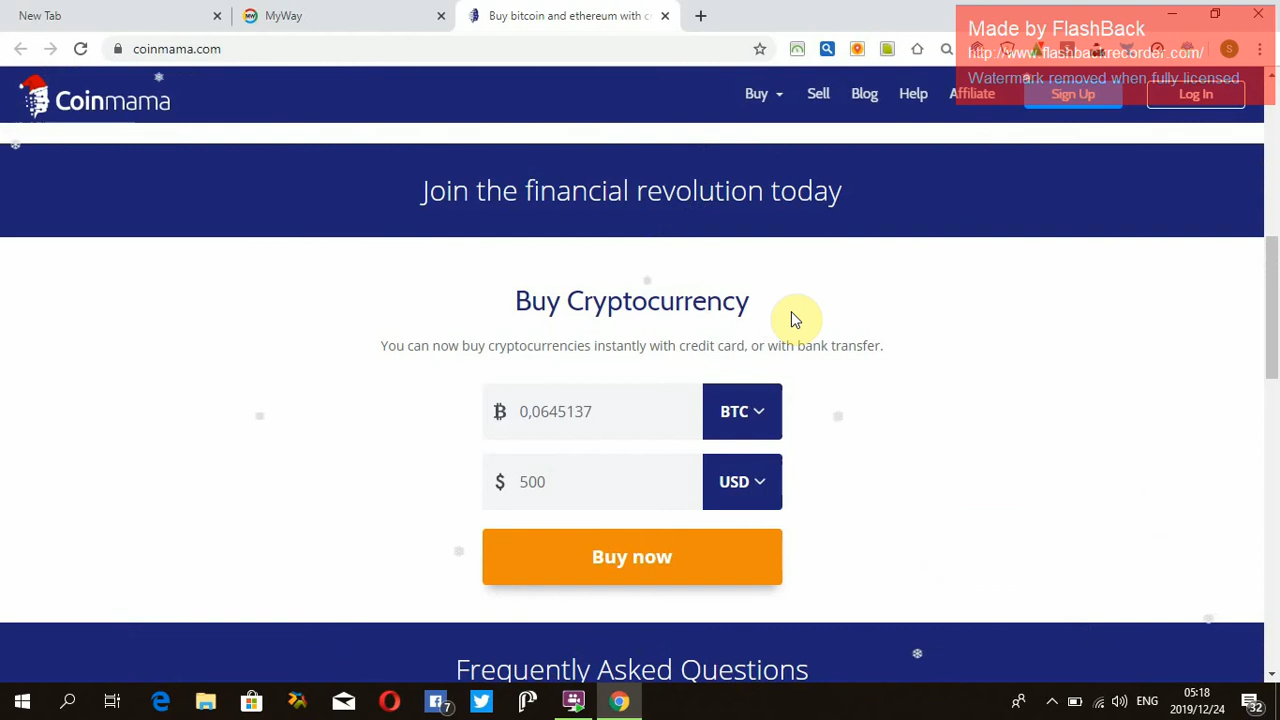 New Tab
MyWay
Buy bitcoin and ethereum with c
Made by FlashBack
http://www.flashbackrecorder.com/
Watermark removed when fully licensed
coinmama.com
S
Coinmama
Buy
Sell
Blog
Help
Affiliate
Sign Up
Log In
Join the financial revolution today
Buy Cryptocurrency
You can now buy cryptocurrencies instantly with credit card, or with bank transfer.
0,0645137
BTC
$ 500
USD
Buy now
Frequently Asked Questions
7
ENG
05:18
2019/12/24
32